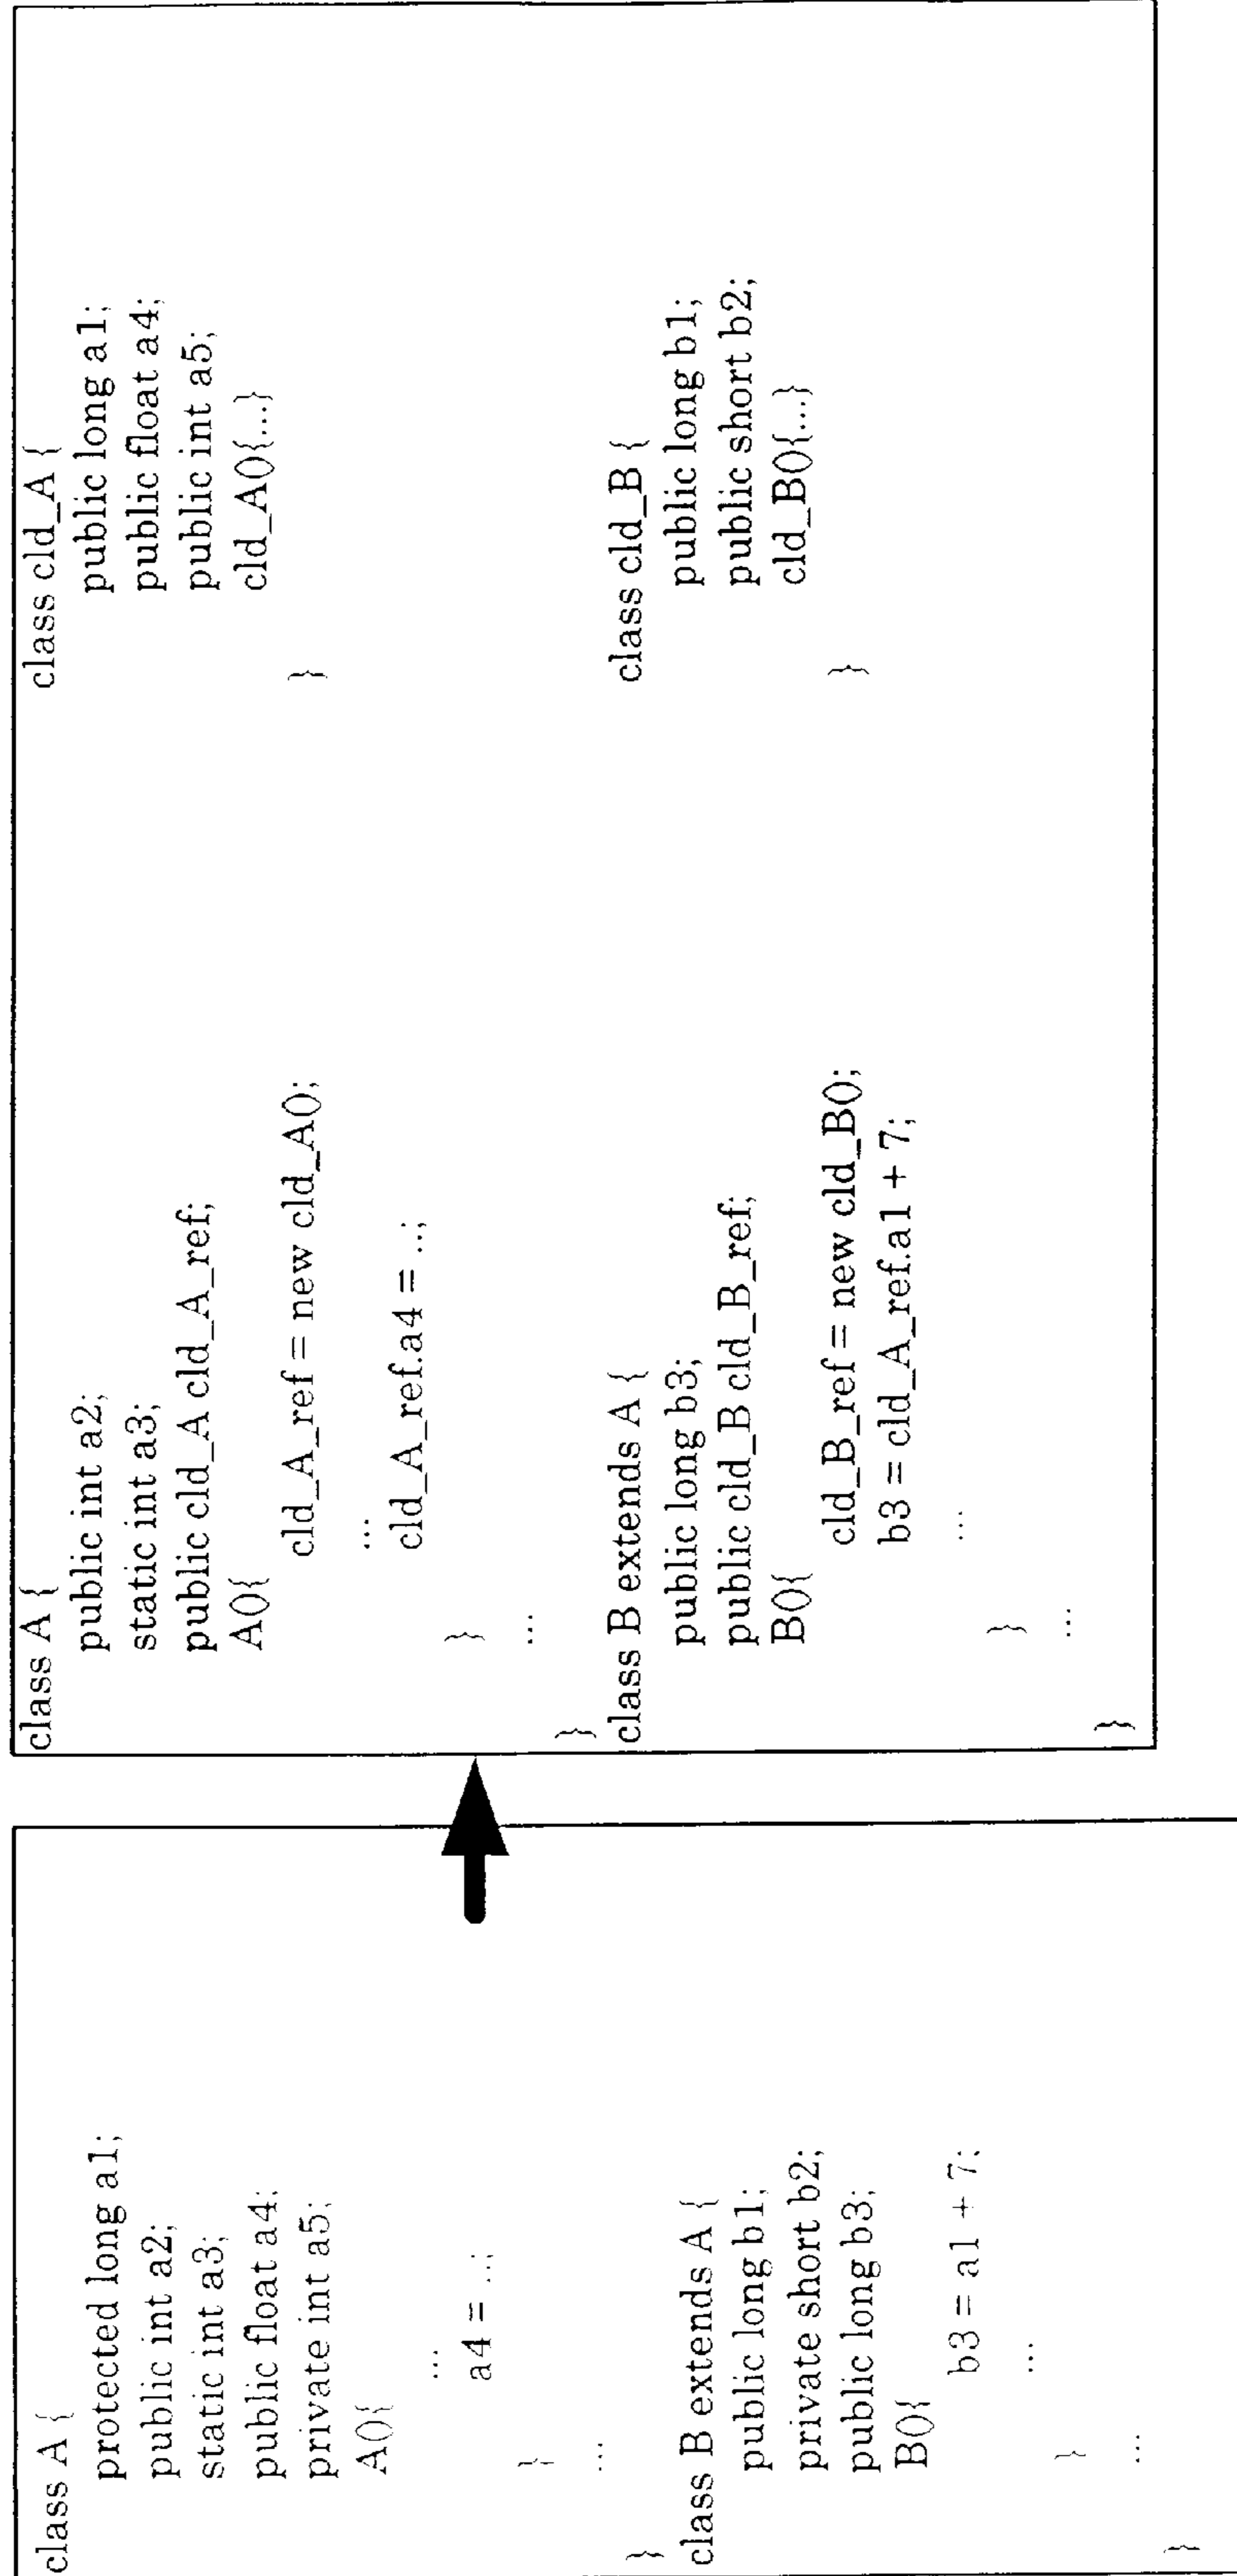 class A {
protected long a1;
public int a2;
static int a3;
public float a4;
private int a5;
A(){
...
a4 = ...;
}
...
}
class B extends A {
public long b1;
private short b2;
public long b3;
B(){
b3 = a1 + 7;
...
}
...
}
class A {
public int a2;
static int a3;
public cld_A cld_A_ref;
A(){
cld_A_ref = new cld_A();
...
cld_A_ref.a4 = ...;
}
...
}
class B extends A {
public long b3;
public cld_B cld_B_ref;
B(){
cld_B_ref = new cld_B();
b3 = cld_A_ref.a1 + 7;
...
}
...
}
class cld_A {
public long a1;
public float a4;
public int a5;
cld_A(){...}
}
class cld_B {
public long b1;
public short b2;
cld_B(){...}
}